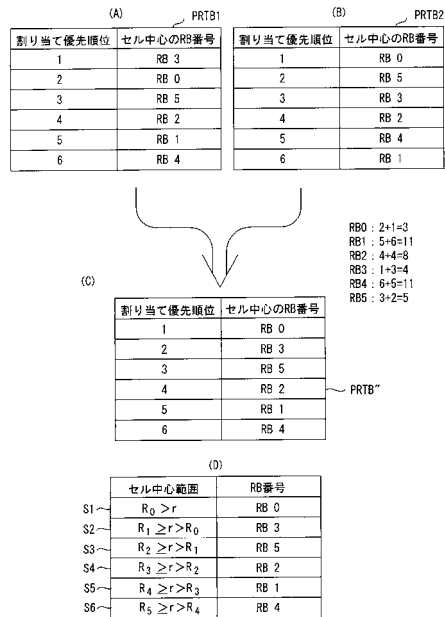 (A)
PRTB1
割り当て優先順位 セル中心のRB番号
1 RB 3
2 RB 0
3 RB 5
4 RB 2
5 RB 1
6 RB 4
(B)
PRTB2
割り当て優先順位 セル中心のRB番号
1 RB 0
2 RB 5
3 RB 3
4 RB 2
5 RB 4
6 RB 1
RB0 : 2+1=3
RB1 : 5+6=11
RB2 : 4+4=8
RB3 : 1+3=4
RB4 : 6+5=11
RB5 : 3+2=5
(C)
割り当て優先順位 セル中心のRB番号
1 RB 0
2 RB 3
3 RB 5
4 RB 2
5 RB 1
6 RB 4
PRTB"
(D)
セル中心範囲 RB番号
S1 R₀>r RB 0
S2 R₁≧r>R₀ RB 3
S3 R₂≧r>R₁ RB 5
S4 R₃≧r>R₂ RB 2
S5 R₄≧r>R₃ RB 1
S6 R₅≧r>R₄ RB 4